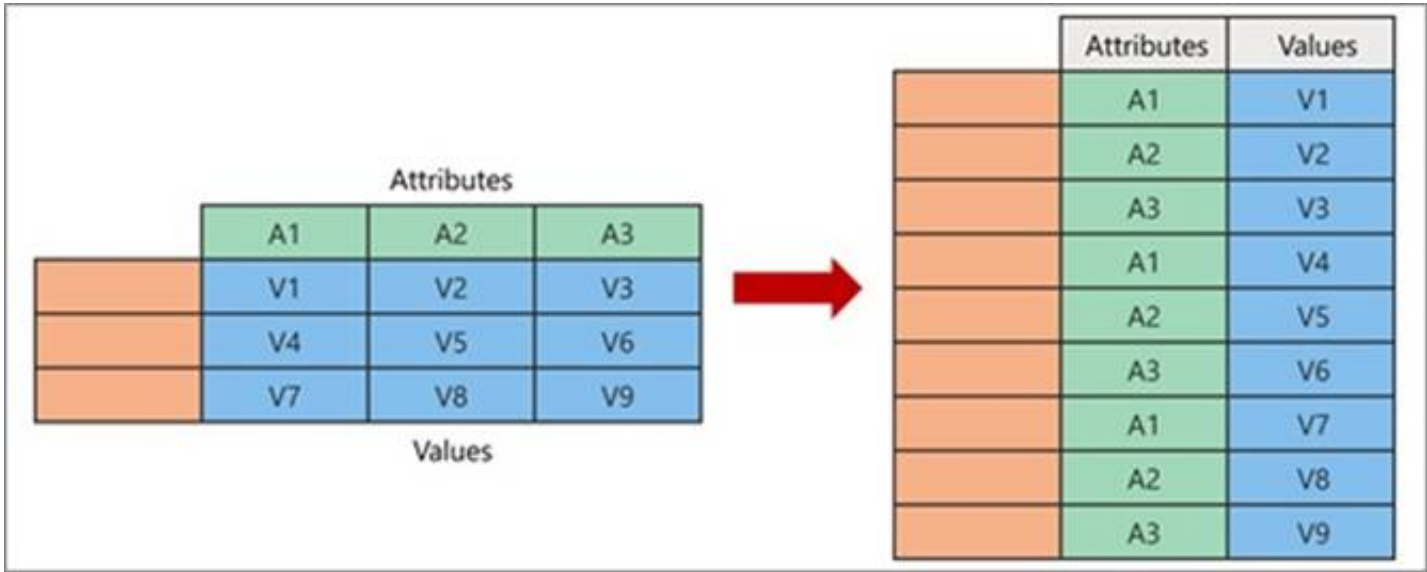 Attributes
A1 A2 A3
V1 V2 V3
V4 V5 V6
V7 V8 V9
Values
Attributes Values
A1 V1
A2 V2
A3 V3
A1 V4
A2 V5
A3 V6
A1 V7
A2 V8
A3 V9